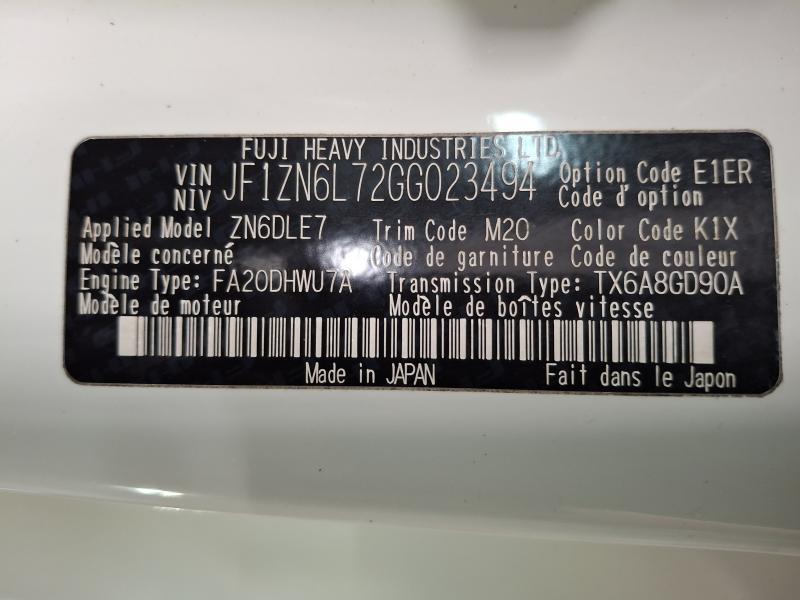 FUJI HEAVY INDUSTRIES LTD.
VIN NIV JF1ZN6L72GG023494 Option Code E1ER
Code d'option
Applied Model ZN6DLE7 Trim Code M20 Color Code K1X
Modèle concerné Code de garniture Code de couleur
Engine Type: FA20DHWU7A Transmission Type: TX6A8GD90A
Modèle de moteur Modèle de boîtes vitesse
Made in JAPAN Fait dans le Japon